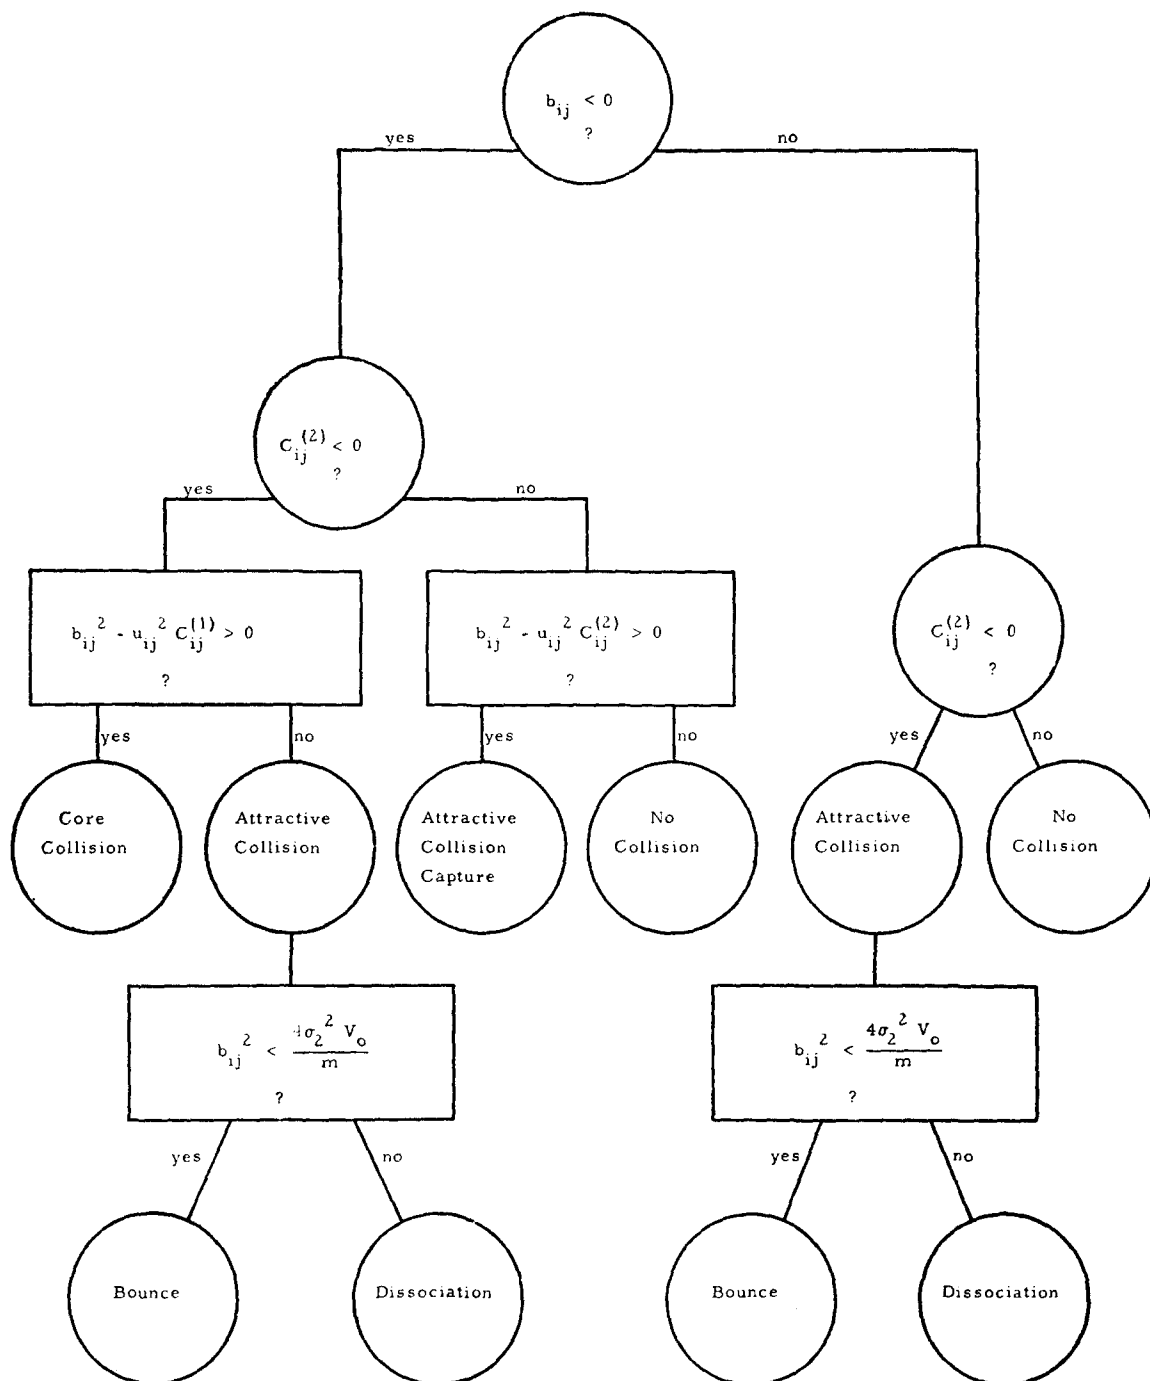 b_ij < 0
?
yes
no
C_ij^(2) < 0
?
yes
no
b_ij^2 - u_ij^2 C_ij^(1) > 0
?
b_ij^2 - u_ij^2 C_ij^(2) > 0
?
C_ij^(2) < 0
?
yes
no
yes
no
yes
no
Core
Collision
Attractive
Collision
Attractive
Collision
Capture
No
Collision
Attractive
Collision
No
Collision
b_ij^2 < 4σ_2^2 V_o
m
?
b_ij^2 < 4σ_2^2 V_o
m
?
yes
no
yes
no
Bounce
Dissociation
Bounce
Dissociation